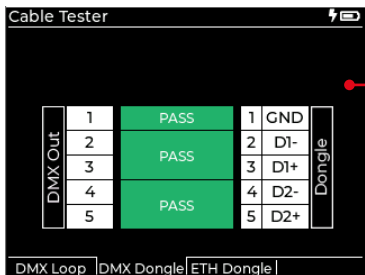 Cable Tester
1 PASS 1 GND
2 PASS 2 D1-
3 3 D1+
4 PASS 4 D2-
5 5 D2+
DMX Out
Dongle
DMX Loop DMX Dongle ETH Dongle